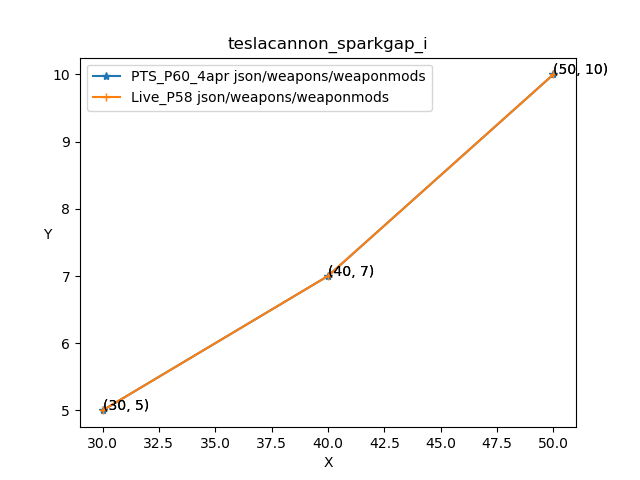 teslacannon_sparkgap_i
PTS_P60_4apr json/weapons/weaponmods
Live_P58 json/weapons/weaponmods
(50, 10)
(40, 7)
(30, 5)
10
9
8
7
6
5
Y
30.0 32.5 35.0 37.5 40.0 42.5 45.0 47.5 50.0
X